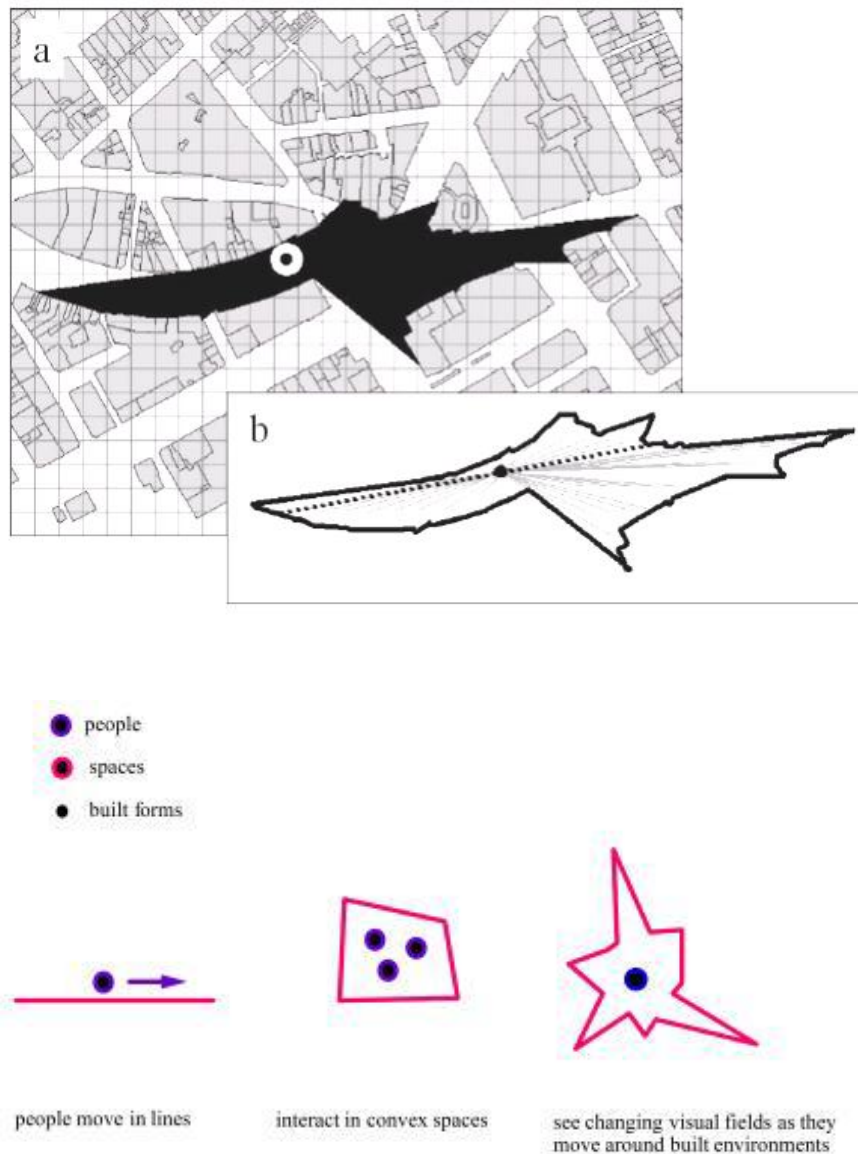 a
b
people
spaces
built forms
people move in lines
interact in convex spaces
see changing visual fields as they
move around built environments